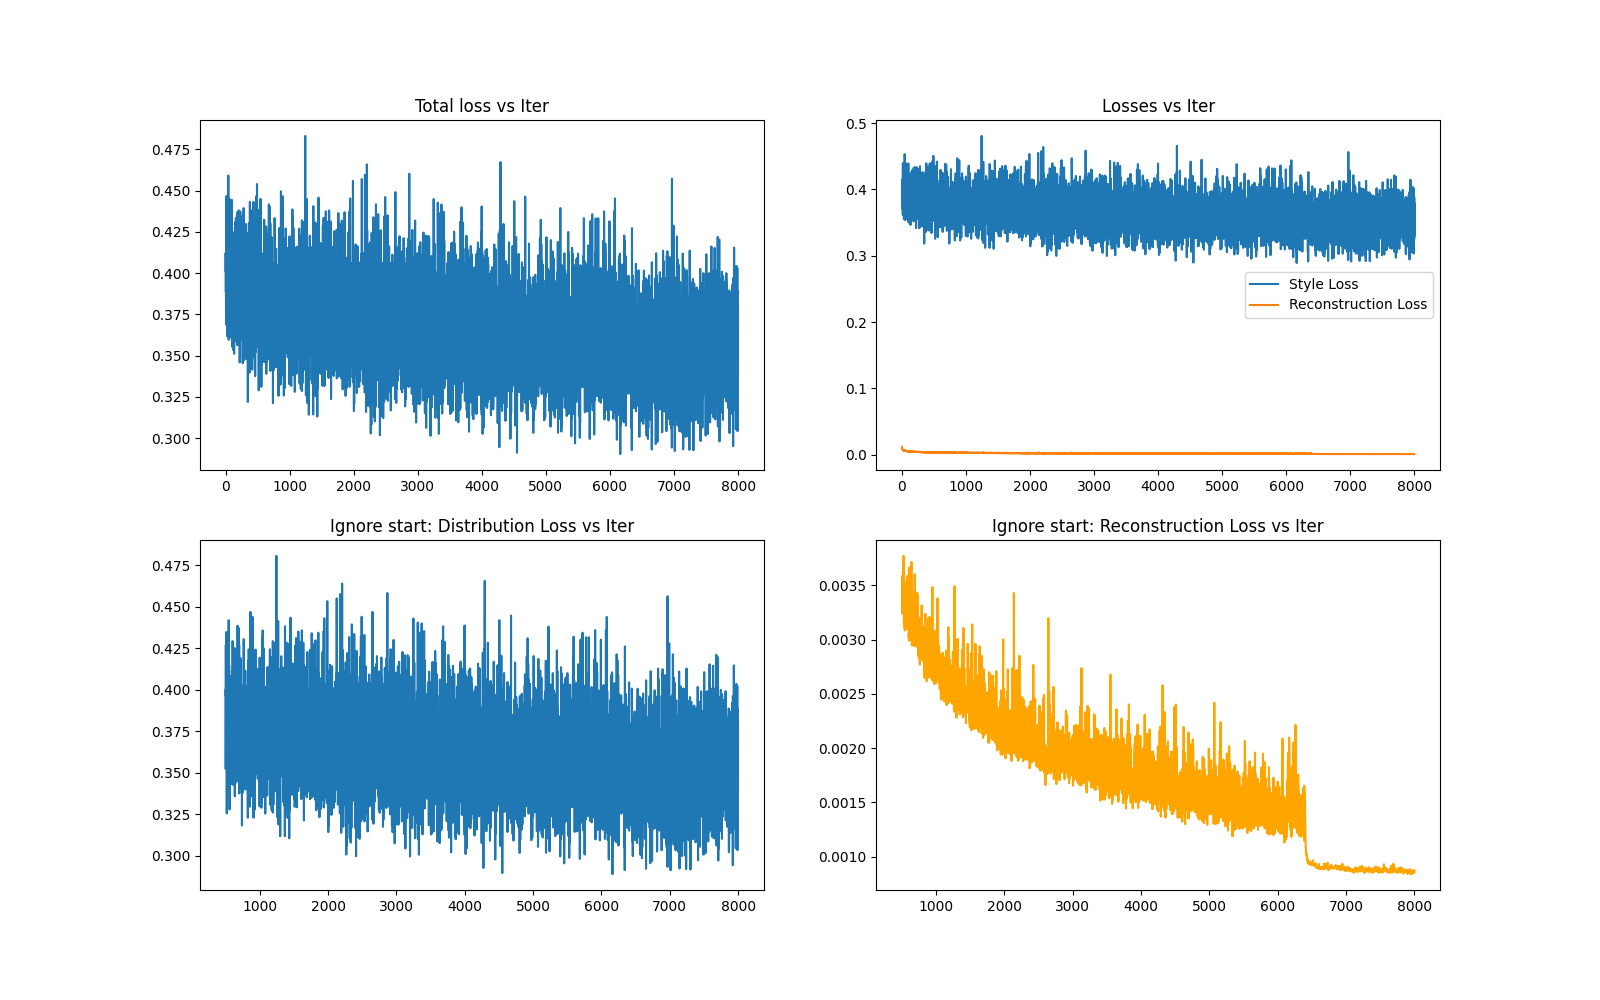 Total loss vs Iter
0.475
0.450
0.425
0.400
0.375
0.350
0.325
0.300
0 1000 2000 3000 4000 5000 6000 7000 8000
Losses vs Iter
0.5
0.4
0.3
0.2
0.1
0.0
Style Loss
Reconstruction Loss
0 1000 2000 3000 4000 5000 6000 7000 8000
Ignore start: Distribution Loss vs Iter
0.475
0.450
0.425
0.400
0.375
0.350
0.325
0.300
1000 2000 3000 4000 5000 6000 7000 8000
Ignore start: Reconstruction Loss vs Iter
0.0035
0.0030
0.0025
0.0020
0.0015
0.0010
1000 2000 3000 4000 5000 6000 7000 8000